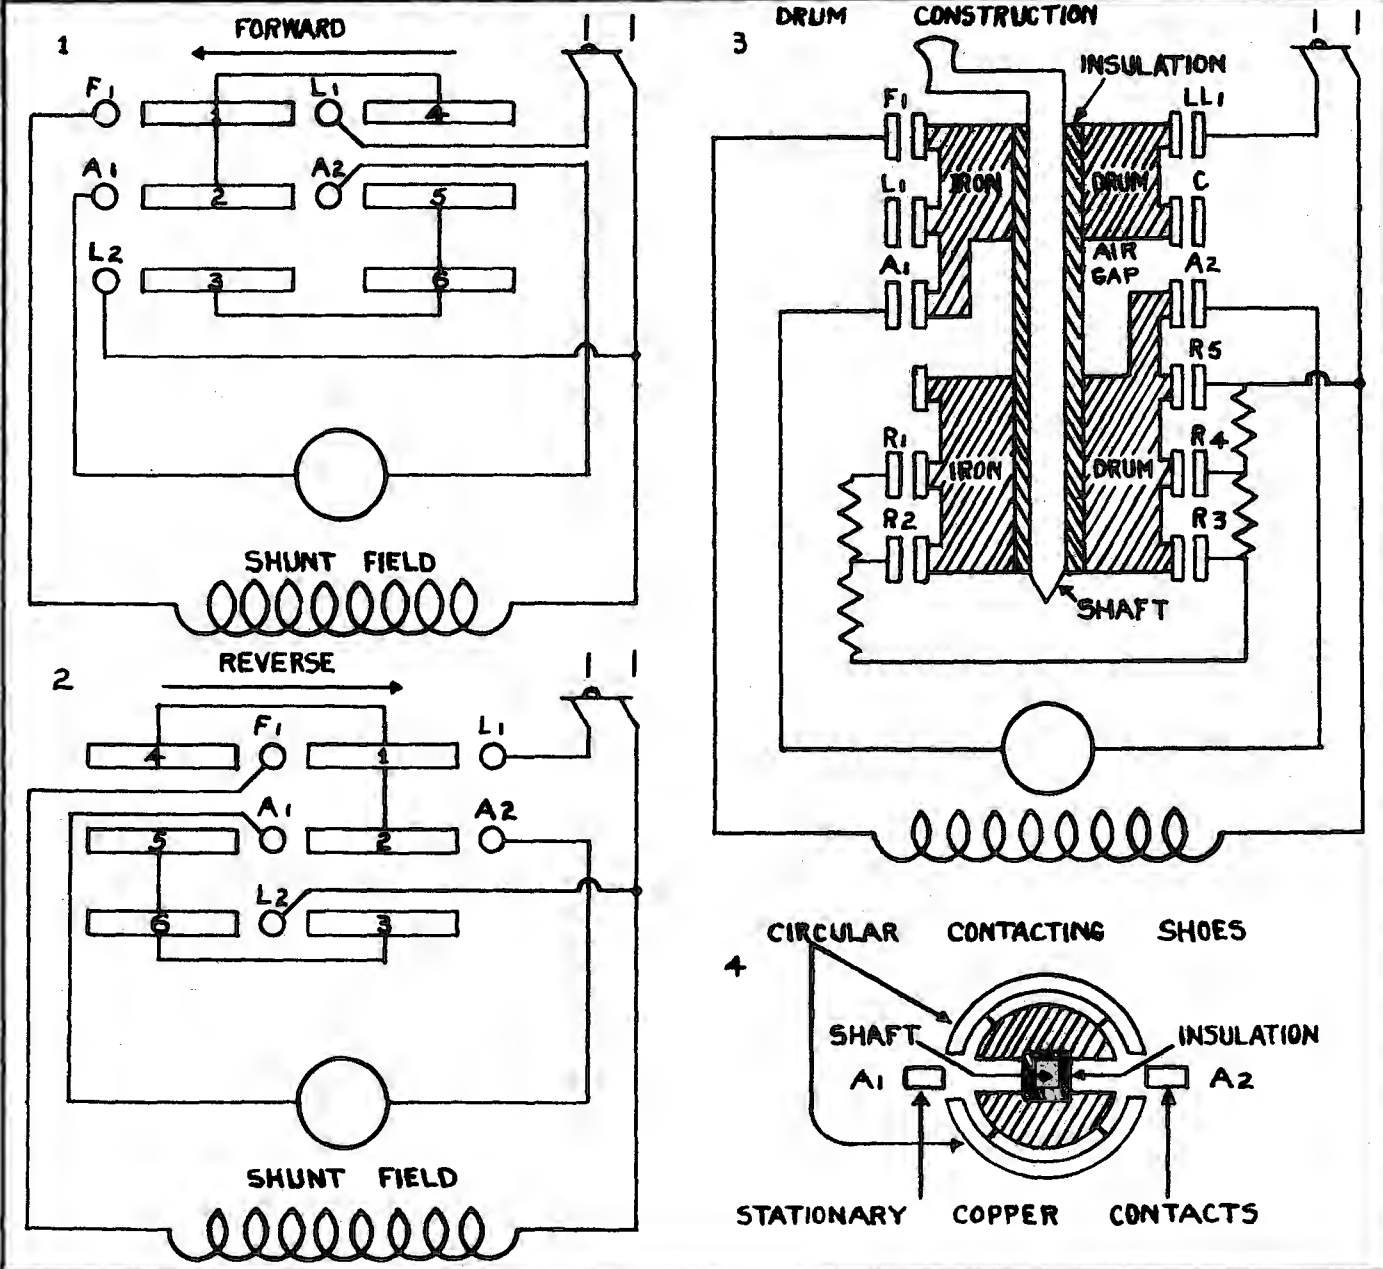 1
FORWARD
F1
L1
1
4
A1
A2
2
5
L2
3
6
SHUNT FIELD
2
REVERSE
F1
L1
4
1
A1
A2
5
2
L2
6
3
SHUNT FIELD
DRUM CONSTRUCTION
3
INSULATION
F1
LL1
L1
IRON
DRUM
C
A1
AIR
GAP
A2
R5
R1
R4
IRON
DRUM
R2
R3
SHAFT
CIRCULAR CONTACTING SHOES
4
SHAFT
INSULATION
A1
A2
STATIONARY COPPER CONTACTS